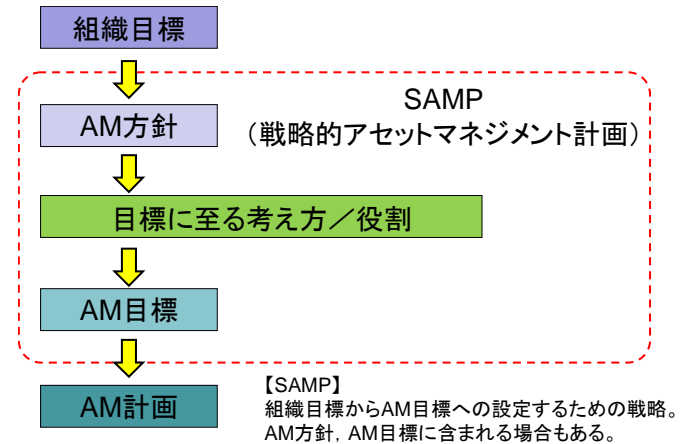 組織目標
SAMP
(戦略的アセットマネジメント計画)
AM方針
目標に至る考え方／役割
AM目標
AM計画
【SAMP】
組織目標からAM目標への設定するための戦略。
AM方針，AM目標に含まれる場合もある。